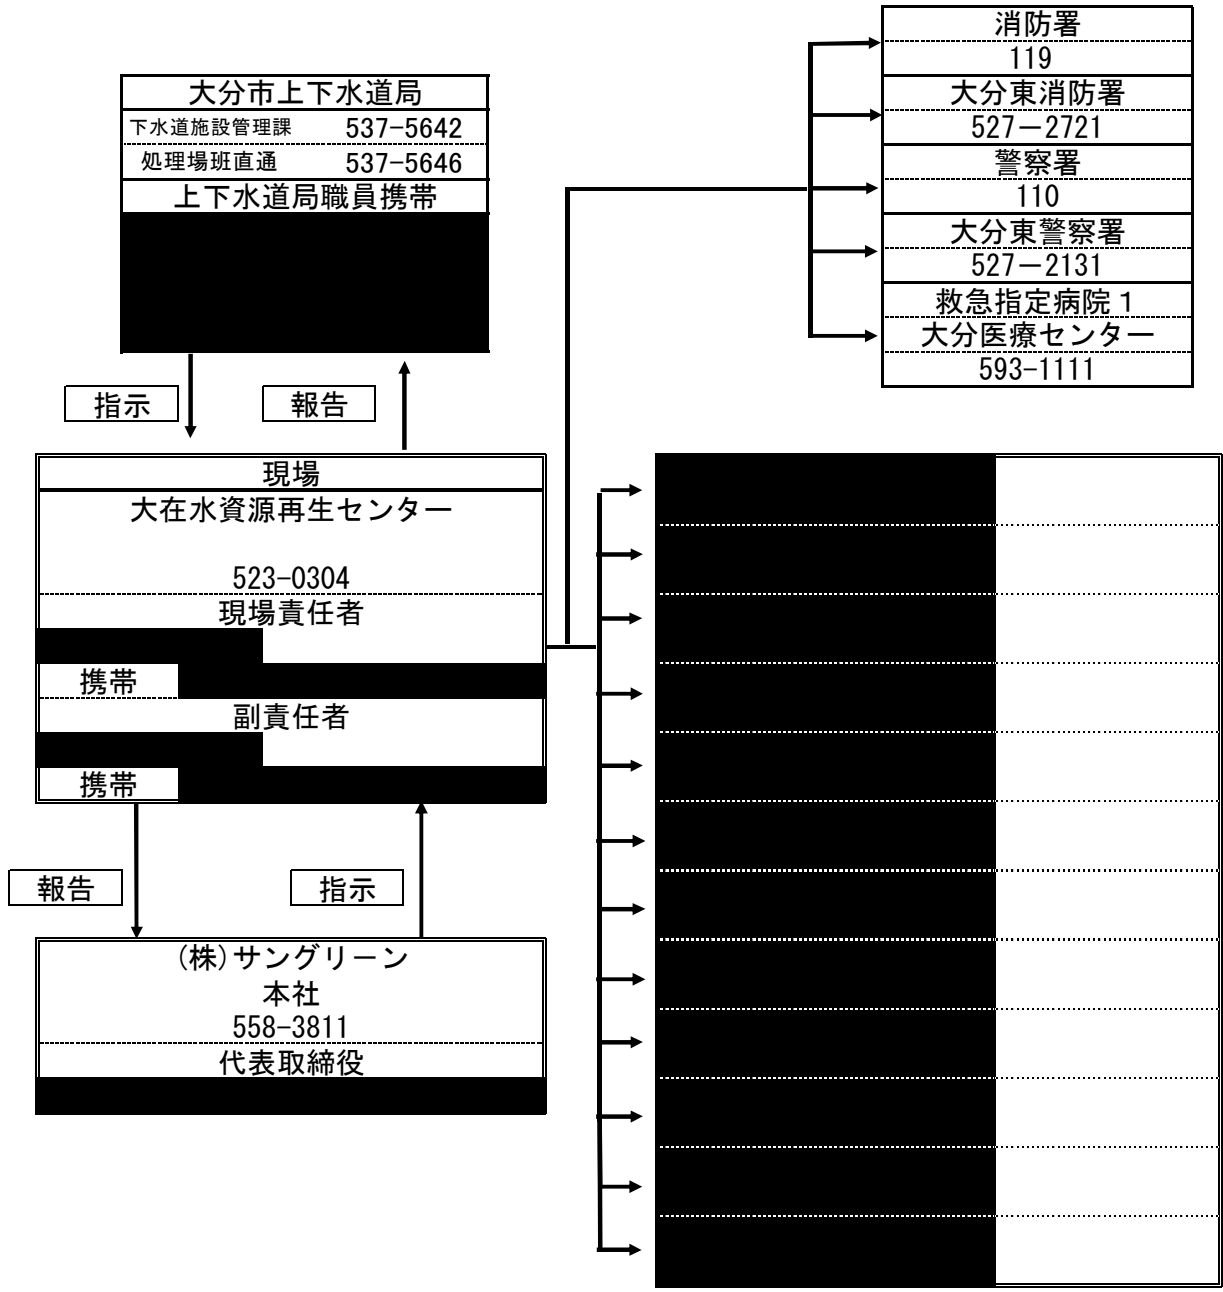 大分市上下水道局
下水道施設管理課 537-5642
処理場班直通 537-5646
上下水道局職員携帯
消防署
119
大分東消防署
527－2721
警察署
110
大分東警察署
527－2131
救急指定病院１
大分医療センター
593-1111
指示
報告
現場
大在水資源再生センター
523-0304
現場責任者
携帯
副責任者
携帯
報告
指示
(株)サングリーン
本社
558-3811
代表取締役